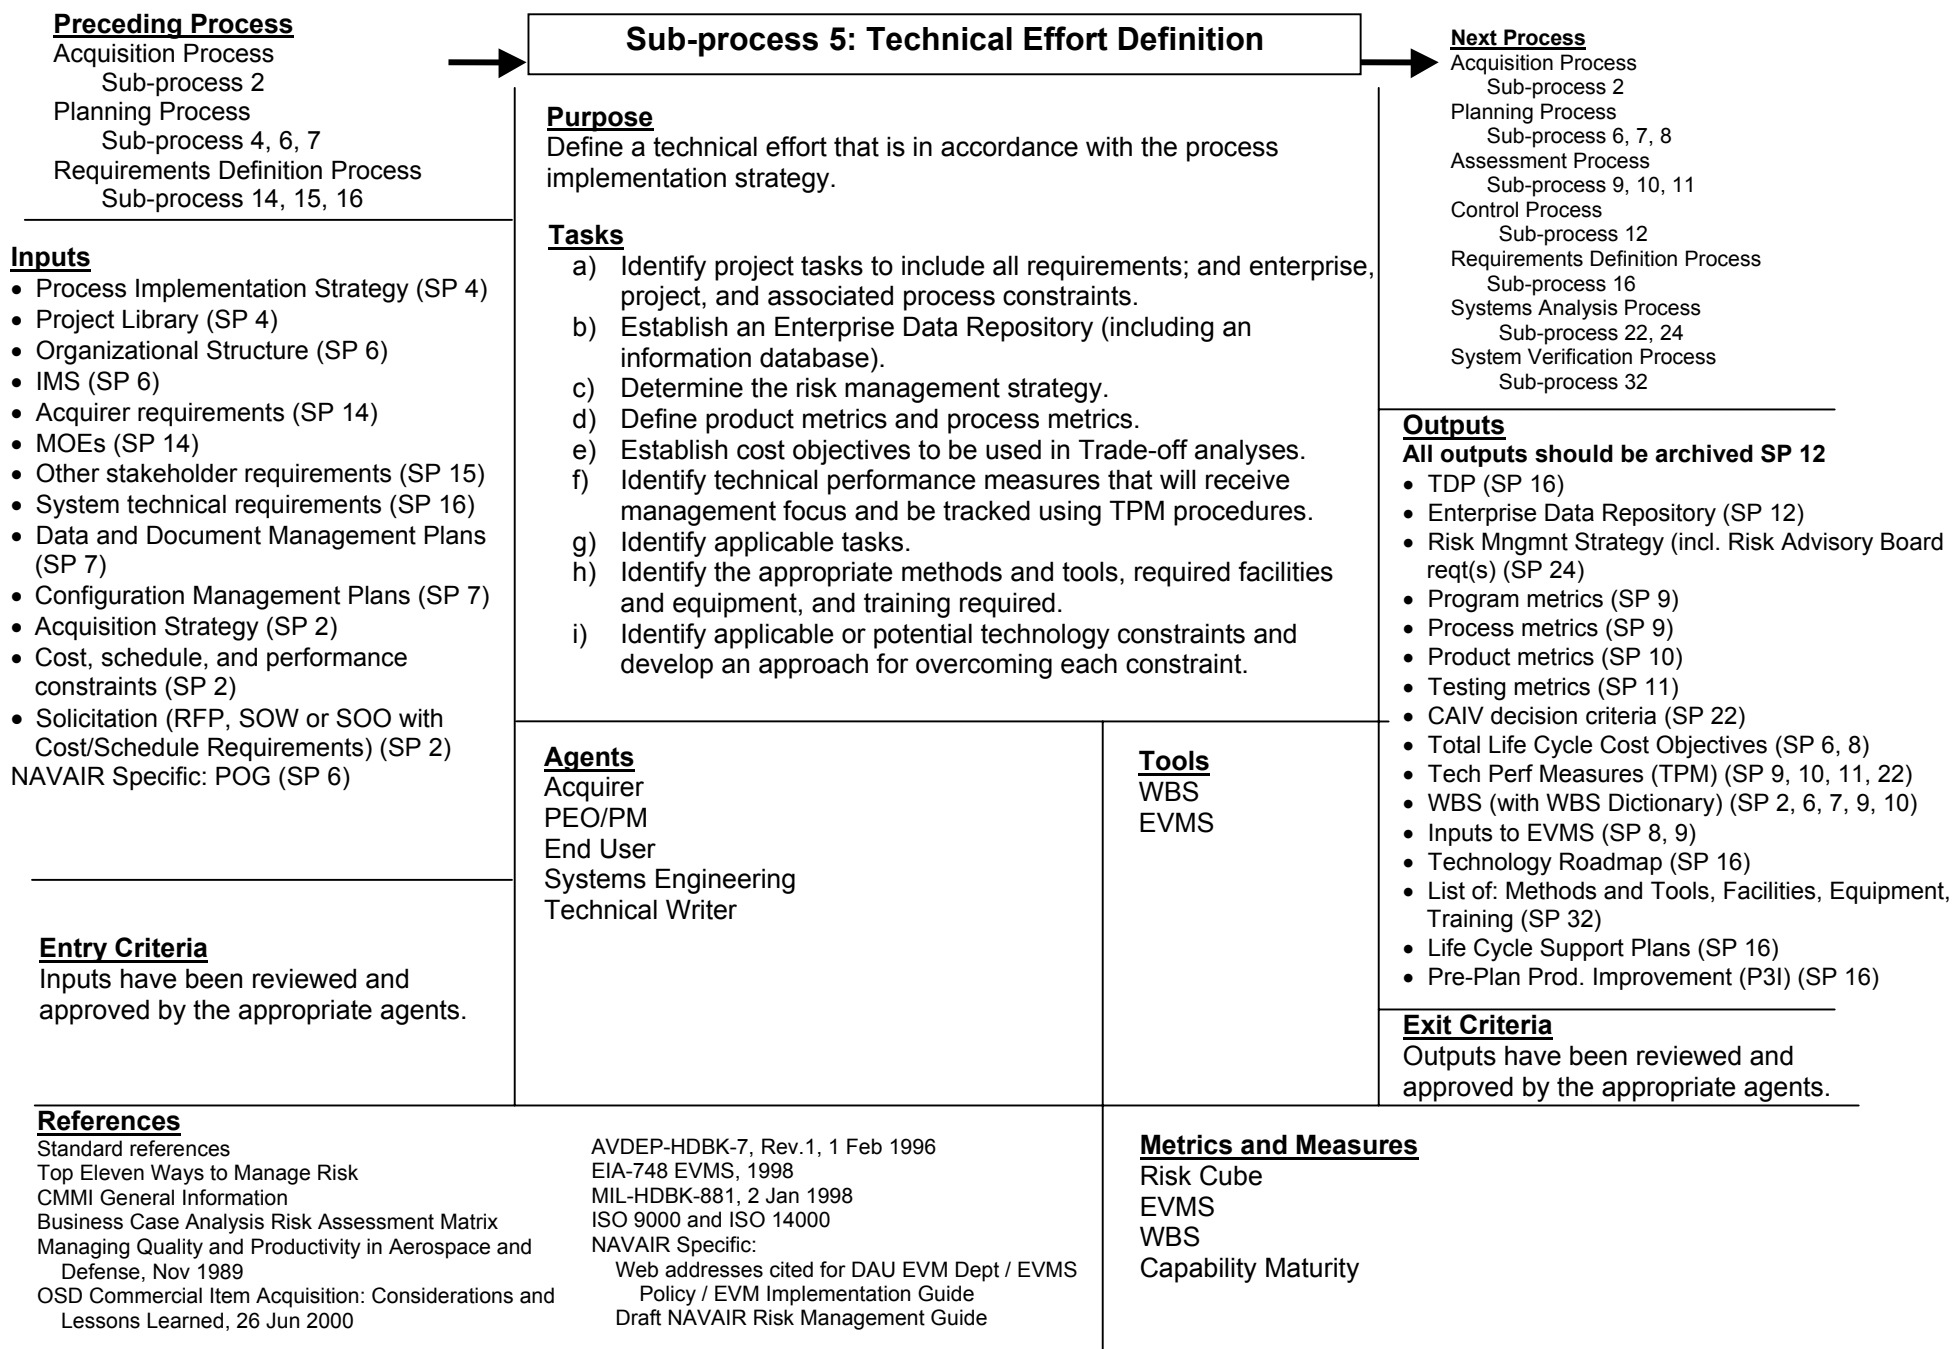 Preceding Process
Acquisition Process
Sub-process 2
Planning Process
Sub-process 4, 6, 7
Requirements Definition Process
Sub-process 14, 15, 16
Sub-process 5: Technical Effort Definition
Next Process
Acquisition Process
Sub-process 2
Planning Process
Sub-process 6, 7, 8
Assessment Process
Sub-process 9, 10, 11
Control Process
Sub-process 12
Requirements Definition Process
Sub-process 16
Systems Analysis Process
Sub-process 22, 24
System Verification Process
Sub-process 32
Inputs
• Process Implementation Strategy (SP 4)
• Project Library (SP 4)
• Organizational Structure (SP 6)
• IMS (SP 6)
• Acquirer requirements (SP 14)
• MOEs (SP 14)
• Other stakeholder requirements (SP 15)
• System technical requirements (SP 16)
• Data and Document Management Plans
(SP 7)
• Configuration Management Plans (SP 7)
• Acquisition Strategy (SP 2)
• Cost, schedule, and performance
constraints (SP 2)
• Solicitation (RFP, SOW or SOO with
Cost/Schedule Requirements) (SP 2)
NAVAIR Specific: POG (SP 6)
Purpose
Define a technical effort that is in accordance with the process
implementation strategy.
Tasks
a) Identify project tasks to include all requirements; and enterprise,
project, and associated process constraints.
b) Establish an Enterprise Data Repository (including an
information database).
c) Determine the risk management strategy.
d) Define product metrics and process metrics.
e) Establish cost objectives to be used in Trade-off analyses.
f) Identify technical performance measures that will receive
management focus and be tracked using TPM procedures.
g) Identify applicable tasks.
h) Identify the appropriate methods and tools, required facilities
and equipment, and training required.
i) Identify applicable or potential technology constraints and
develop an approach for overcoming each constraint.
Outputs
All outputs should be archived SP 12
• TDP (SP 16)
• Enterprise Data Repository (SP 12)
• Risk Mngmnt Strategy (incl. Risk Advisory Board
reqt(s) (SP 24)
• Program metrics (SP 9)
• Process metrics (SP 9)
• Product metrics (SP 10)
• Testing metrics (SP 11)
• CAIV decision criteria (SP 22)
• Total Life Cycle Cost Objectives (SP 6, 8)
• Tech Perf Measures (TPM) (SP 9, 10, 11, 22)
• WBS (with WBS Dictionary) (SP 2, 6, 7, 9, 10)
• Inputs to EVMS (SP 8, 9)
• Technology Roadmap (SP 16)
• List of: Methods and Tools, Facilities, Equipment,
Training (SP 32)
• Life Cycle Support Plans (SP 16)
• Pre-Plan Prod. Improvement (P3I) (SP 16)
Agents
Acquirer
PEO/PM
End User
Systems Engineering
Technical Writer
Tools
WBS
EVMS
Entry Criteria
Inputs have been reviewed and
approved by the appropriate agents.
Exit Criteria
Outputs have been reviewed and
approved by the appropriate agents.
References
Standard references
Top Eleven Ways to Manage Risk
CMMI General Information
Business Case Analysis Risk Assessment Matrix
Managing Quality and Productivity in Aerospace and
Defense, Nov 1989
OSD Commercial Item Acquisition: Considerations and
Lessons Learned, 26 Jun 2000
AVDEP-HDBK-7, Rev.1, 1 Feb 1996
EIA-748 EVMS, 1998
MIL-HDBK-881, 2 Jan 1998
ISO 9000 and ISO 14000
NAVAIR Specific:
Web addresses cited for DAU EVM Dept / EVMS
Policy / EVM Implementation Guide
Draft NAVAIR Risk Management Guide
Metrics and Measures
Risk Cube
EVMS
WBS
Capability Maturity